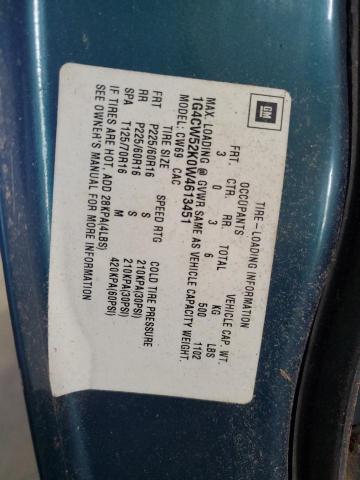 GM
TIRE-LOADING INFORMATION
OCCUPANTS VEHICLE CAP. WT.
FRT. CTR. RR. TOTAL KG LBS
3 0 3 6 500 1102
MAX. LOADING @ GVWR SAME AS VEHICLE CAPACITY WEIGHT.
1G4CW52K0W4613451
MODEL: CW69 CAC
TIRE SIZE SPEED RTG COLD TIRE PRESSURE
FRT P225/60R16 S 210KPA(30PSI)
RR P225/60R16 S 210KPA(30PSI)
SPA T125/70R16 M 420KPA(60PSI)
IF TIRES ARE HOT, ADD 28KPA(4LBS)
SEE OWNER'S MANUAL FOR MORE INFORMATION